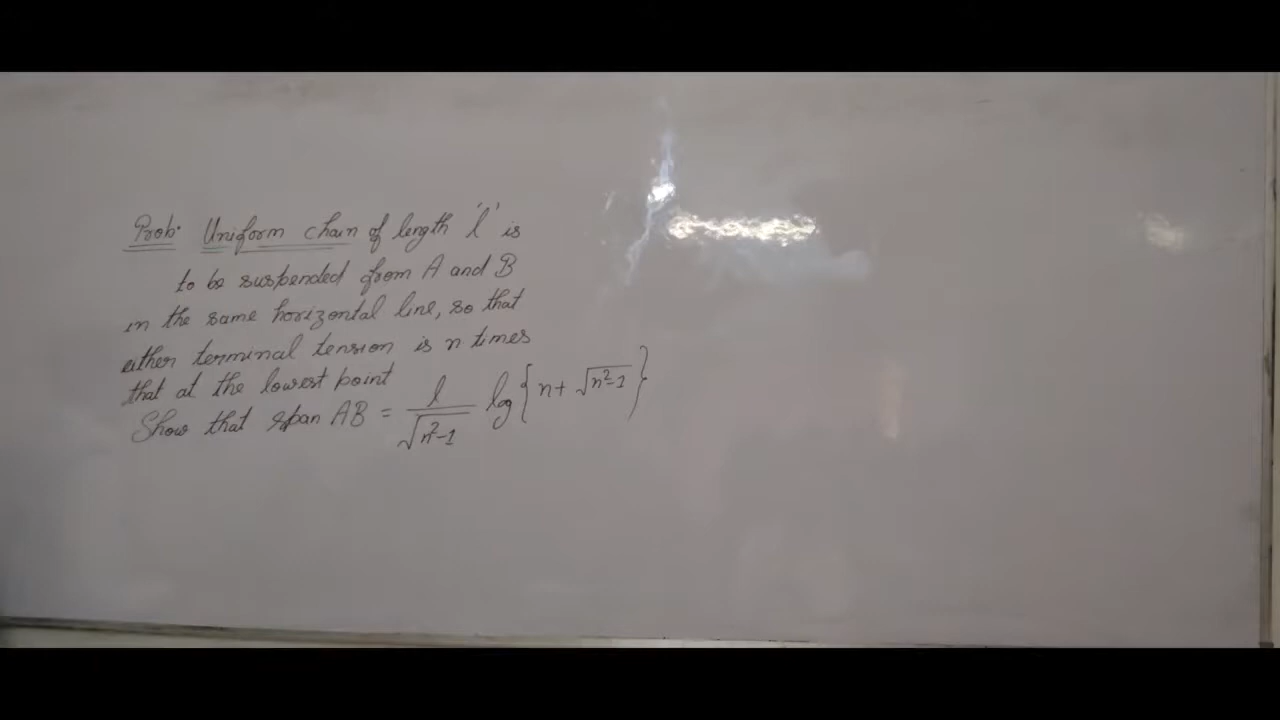 Prob. Uniform chain of length 'l' is
to be suspended from A and B
in the same horizontal line, so that
either terminal tension is n times
that at the lowest point
Show that span AB = l/√(n²-1) log{n+√(n²-1)}